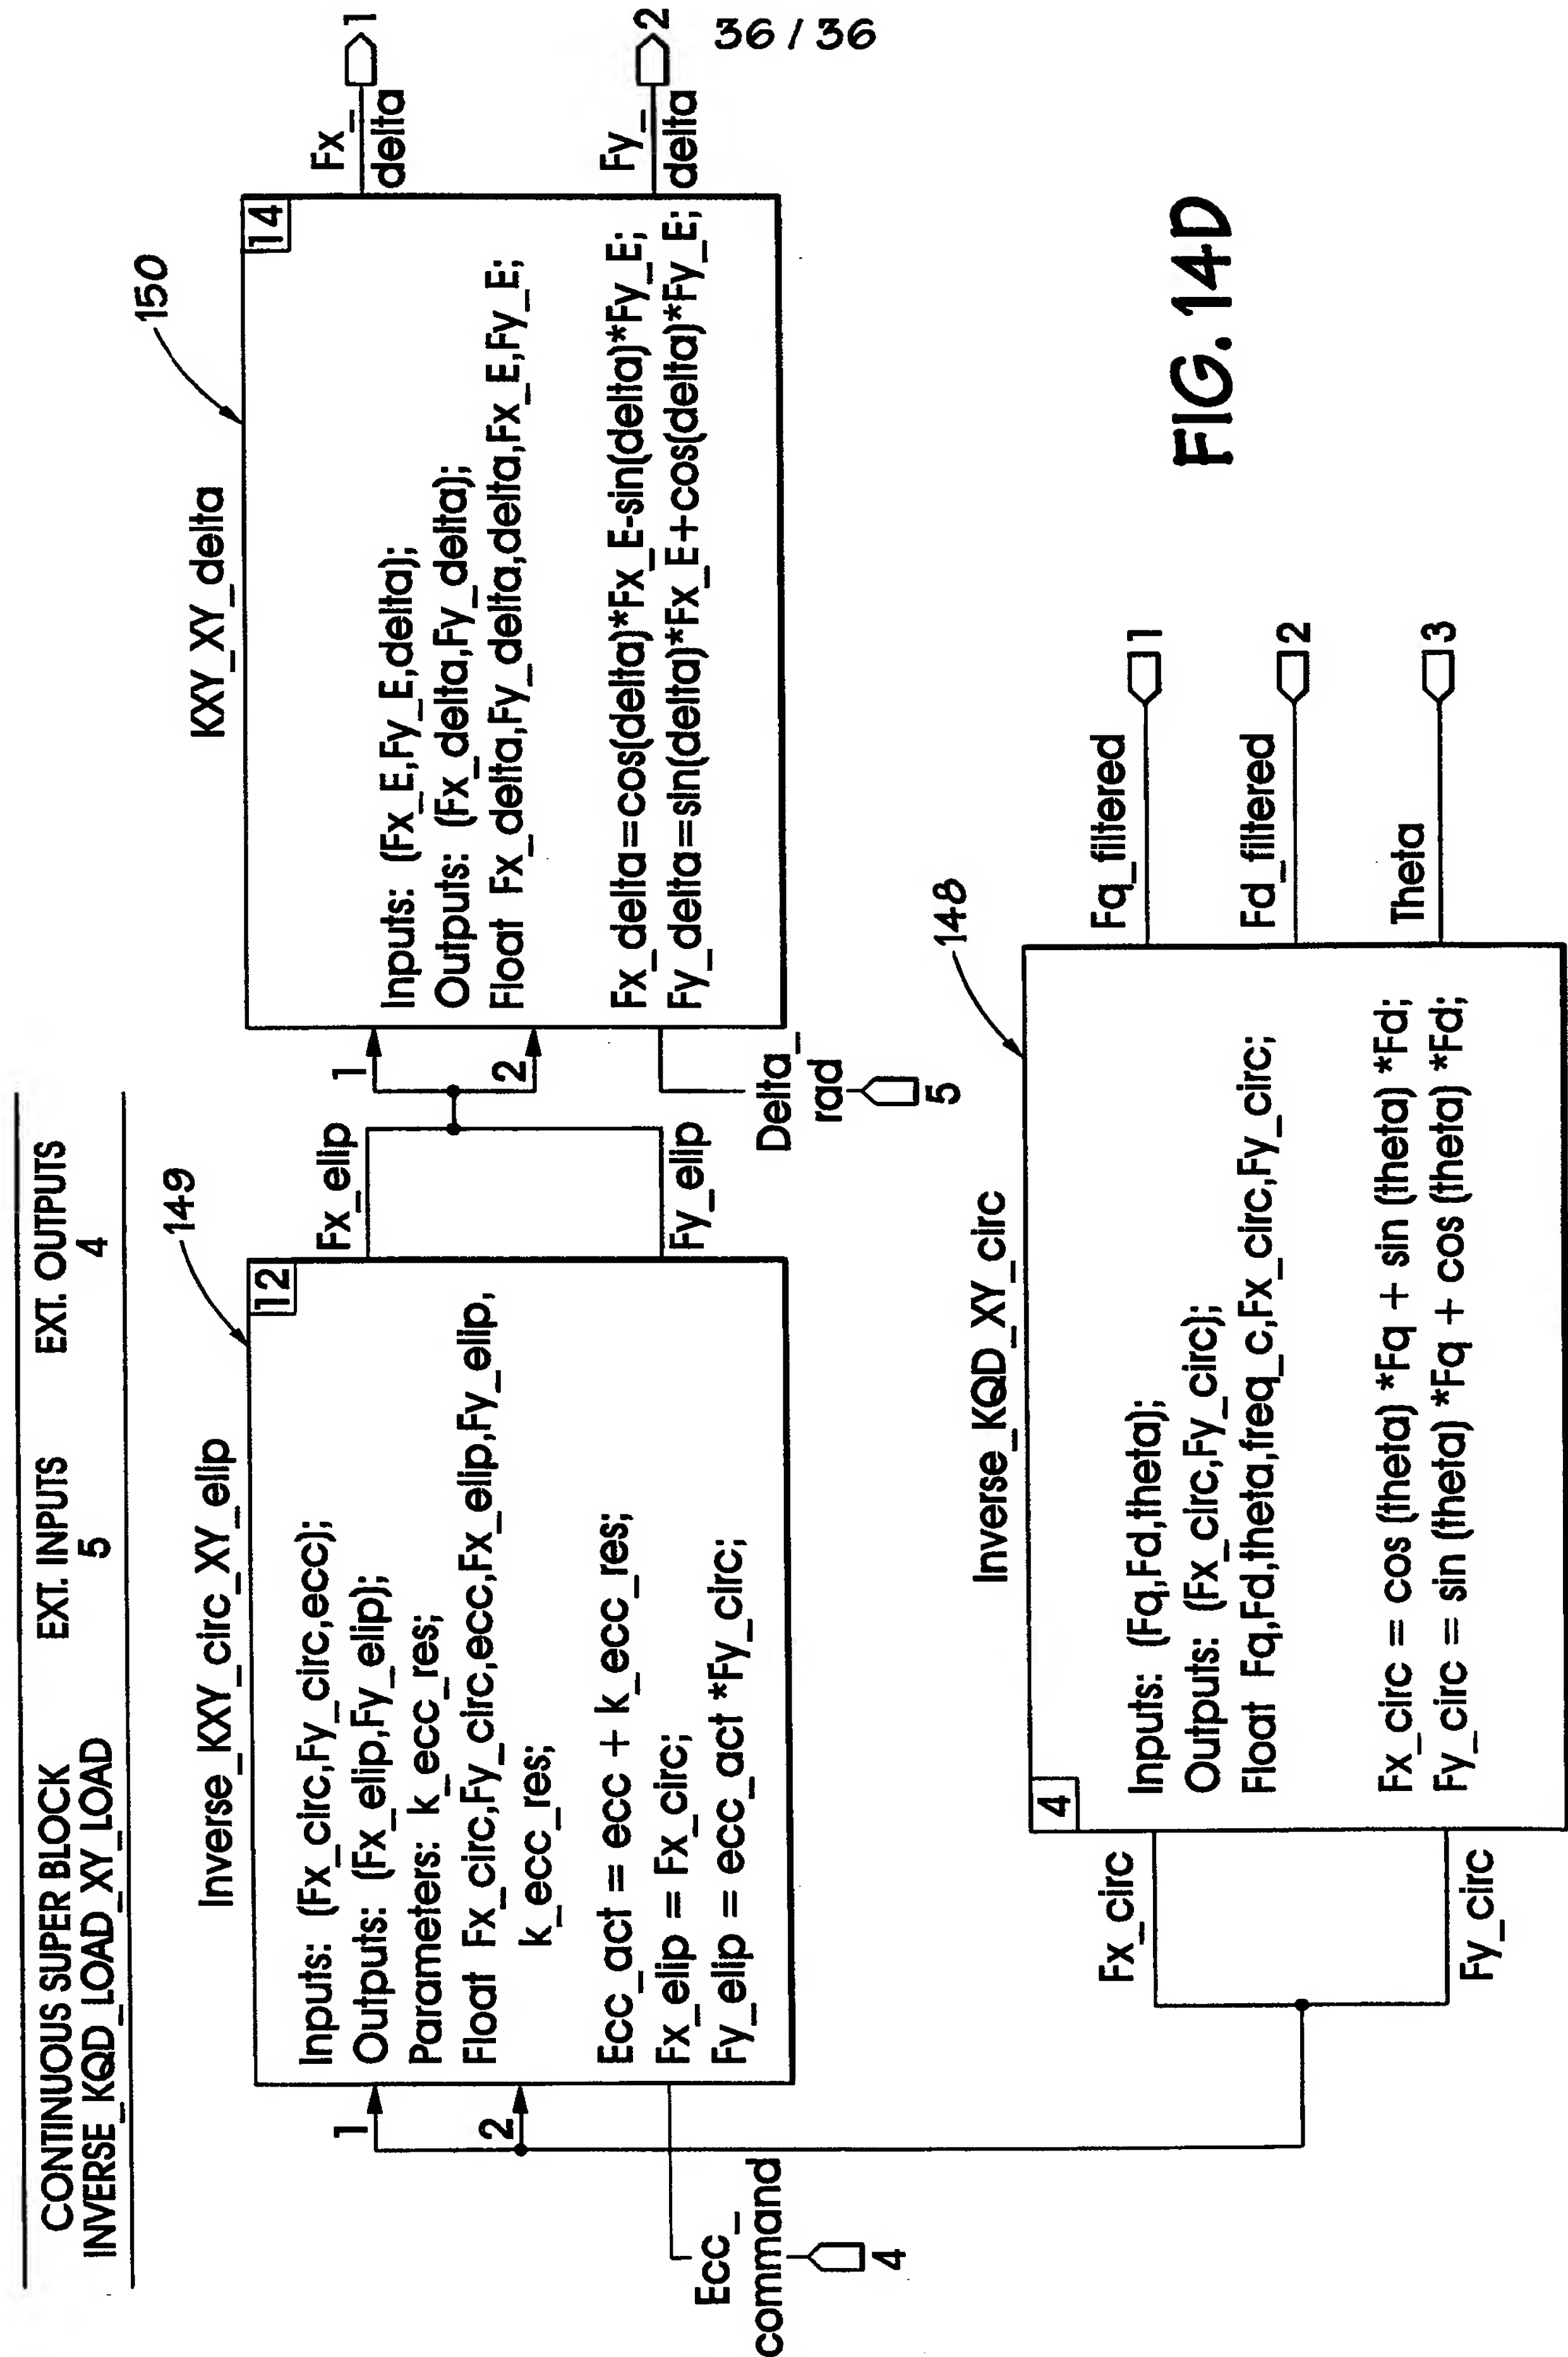 36 / 36
CONTINUOUS SUPER BLOCK
INVERSE_KQD_LOAD_XY_LOAD
EXT. INPUTS
5
EXT. OUTPUTS
4
Inverse_KXY_circ_XY_elip
149
12
Inputs: (Fx_circ,Fy_circ,ecc);
Outputs: (Fx_elip,Fy_elip);
Parameters: k_ecc_res;
Float Fx_circ,Fy_circ,ecc,Fx_elip,Fy_elip,
k_ecc_res;
Ecc_act = ecc + k_ecc_res;
Fx_elip = Fx_circ;
Fy_elip = ecc_act *Fy_circ;
1
2
Ecc_
command
4
Fx_elip
Fy_elip
KXY_XY_delta
150
14
Inputs: (Fx_E,Fy_E,delta);
Outputs: (Fx_delta,Fy_delta);
Float Fx_delta,Fy_delta,delta,Fx_E,Fy_E;
Fx_delta=cos(delta)*Fx_E-sin(delta)*Fy_E;
Fy_delta=sin(delta)*Fx_E+cos(delta)*Fy_E;
1
2
Delta_
rad
5
Fx_
delta
1
Fy_
delta
2
Inverse_KQD_XY_circ
148
4
Inputs: (Fq,Fd,theta);
Outputs: (Fx_circ,Fy_circ);
Float Fq,Fd,theta,freq_c,Fx_circ,Fy_circ;
Fx_circ = cos (theta) *Fq + sin (theta) *Fd;
Fy_circ = sin (theta) *Fq + cos (theta) *Fd;
Fx_circ
Fy_circ
Fq_filtered
1
Fd_filtered
2
Theta
3
FIG. 14D